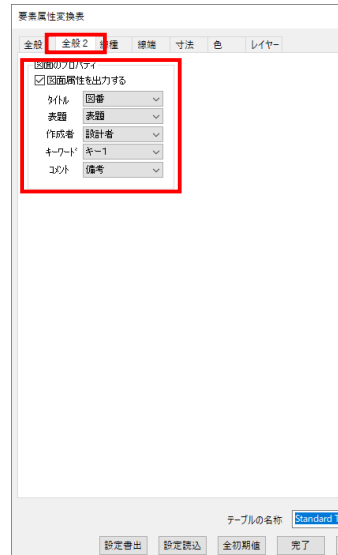 要素属性変換表
全般 全般２ 線種 線端 寸法 色 ﾚｲﾔｰ
図面のプロパティ
図面属性を出力する
ﾀｲﾄﾙ 図番
表題 表題
作成者 設計者
ｷｰﾜｰﾄﾞ キー1
ｺﾒﾝﾄ 備考
テーブルの名称 Standard 1
設定書出 設定読込 全初期値 完了